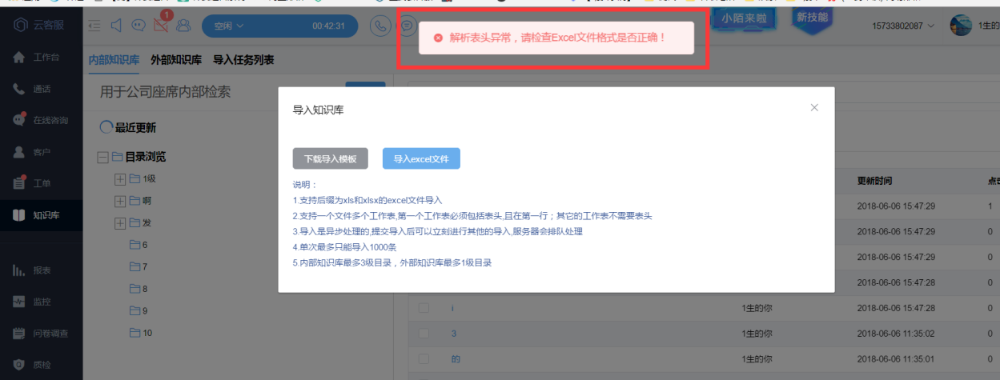 云客服
1
空闲
00:42:31
解析表头异常，请检查Excel文件格式是否正确！
小陌来啦
新技能
15733802087
1生的
工作台
通话
在线咨询
客户
工单
知识库
报表
监控
问卷调查
质检
内部知识库 外部知识库 导入任务列表
用于公司座席内部检索
最近更新
目录浏览
1级
啊
发
6
7
8
9
10
导入知识库
下载导入模板 导入excel文件
说明：
1.支持后缀为xls和xlsx的excel文件导入
2.支持一个文件多个工作表,第一个工作表必须包括表头,且在第一行；其它的工作表不需要表头
3.导入是异步处理的,提交导入后可以立刻进行其他的导入,服务器会排队处理
4.单次最多只能导入1000条
5.内部知识库最多3级目录，外部知识库最多1级目录
更新时间 点击
2018-06-06 15:47:29 1
2018-06-06 15:47:29 0
2018-06-06 15:47:29 0
2018-06-06 15:47:28 0
i 1生的你 2018-06-06 15:47:28 0
3 1生的你 2018-06-06 11:35:02 0
的 1生的你 2018-06-06 11:35:01 0